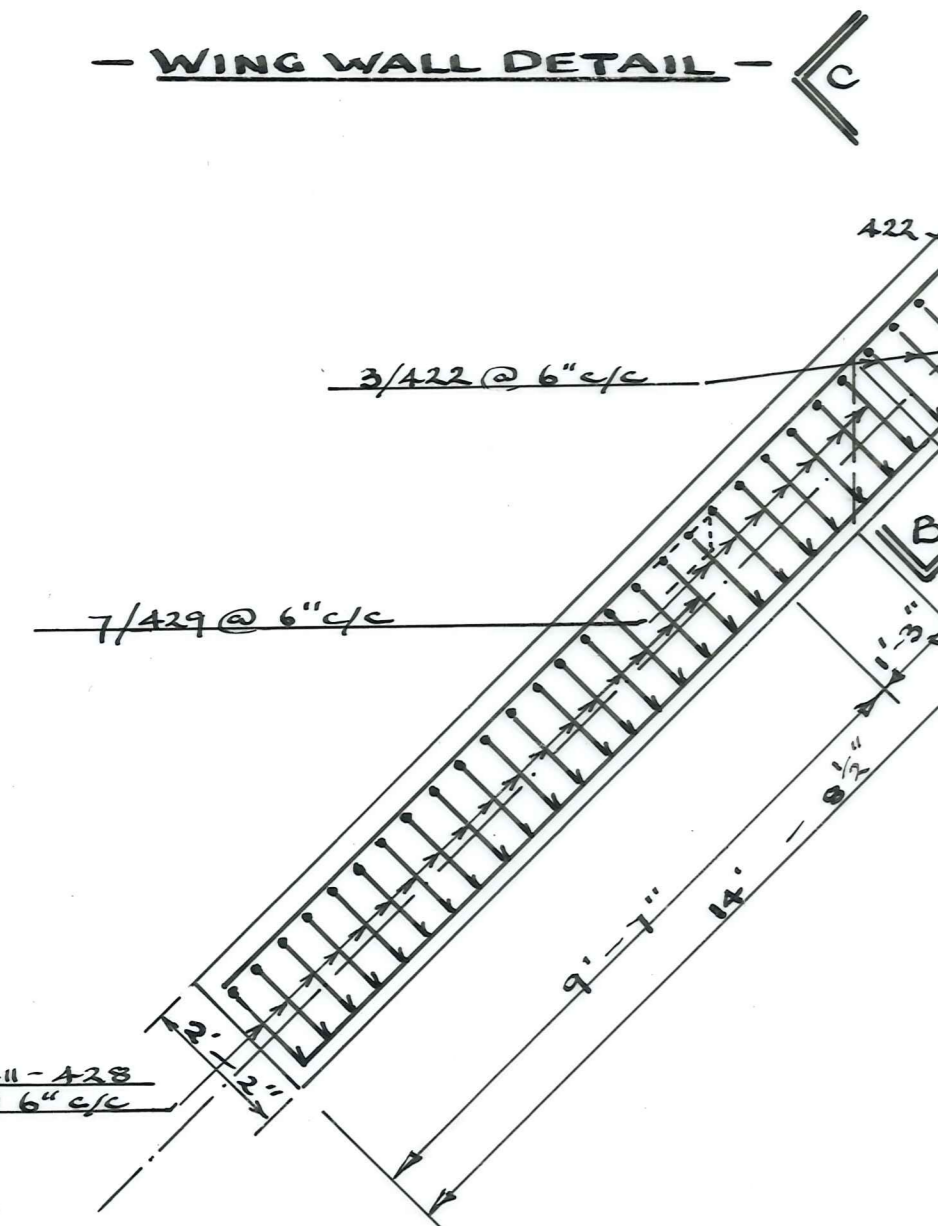 - WING WALL DETAIL -
C
422
3/422 @ 6" c/c
B
7/429 @ 6" c/c
1'-3"
14' - 8½"
9' - 7"
2'-2"
11-428
6" c/c